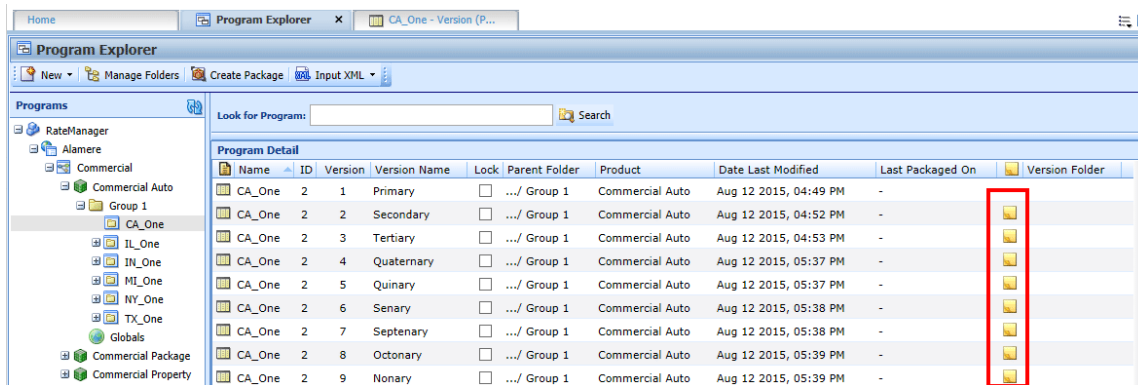 Home Program Explorer x CA_One - Version (P...
Program Explorer
New Manage Folders Create Package Input XML
Programs
RateManager
Alamere
Commercial
Commercial Auto
Group 1
CA_One
IL_One
IN_One
MI_One
NY_One
TX_One
Globals
Commercial Package
Commercial Property
Look for Program: Search
Program Detail
Name ID Version Version Name Lock Parent Folder Product Date Last Modified Last Packaged On Version Folder
CA_One 2 1 Primary .../ Group 1 Commercial Auto Aug 12 2015, 04:49 PM -
CA_One 2 2 Secondary .../ Group 1 Commercial Auto Aug 12 2015, 04:52 PM -
CA_One 2 3 Tertiary .../ Group 1 Commercial Auto Aug 12 2015, 04:53 PM -
CA_One 2 4 Quaternary .../ Group 1 Commercial Auto Aug 12 2015, 05:37 PM -
CA_One 2 5 Quinary .../ Group 1 Commercial Auto Aug 12 2015, 05:37 PM -
CA_One 2 6 Senary .../ Group 1 Commercial Auto Aug 12 2015, 05:38 PM -
CA_One 2 7 Septenary .../ Group 1 Commercial Auto Aug 12 2015, 05:38 PM -
CA_One 2 8 Octonary .../ Group 1 Commercial Auto Aug 12 2015, 05:39 PM -
CA_One 2 9 Nonary .../ Group 1 Commercial Auto Aug 12 2015, 05:39 PM -